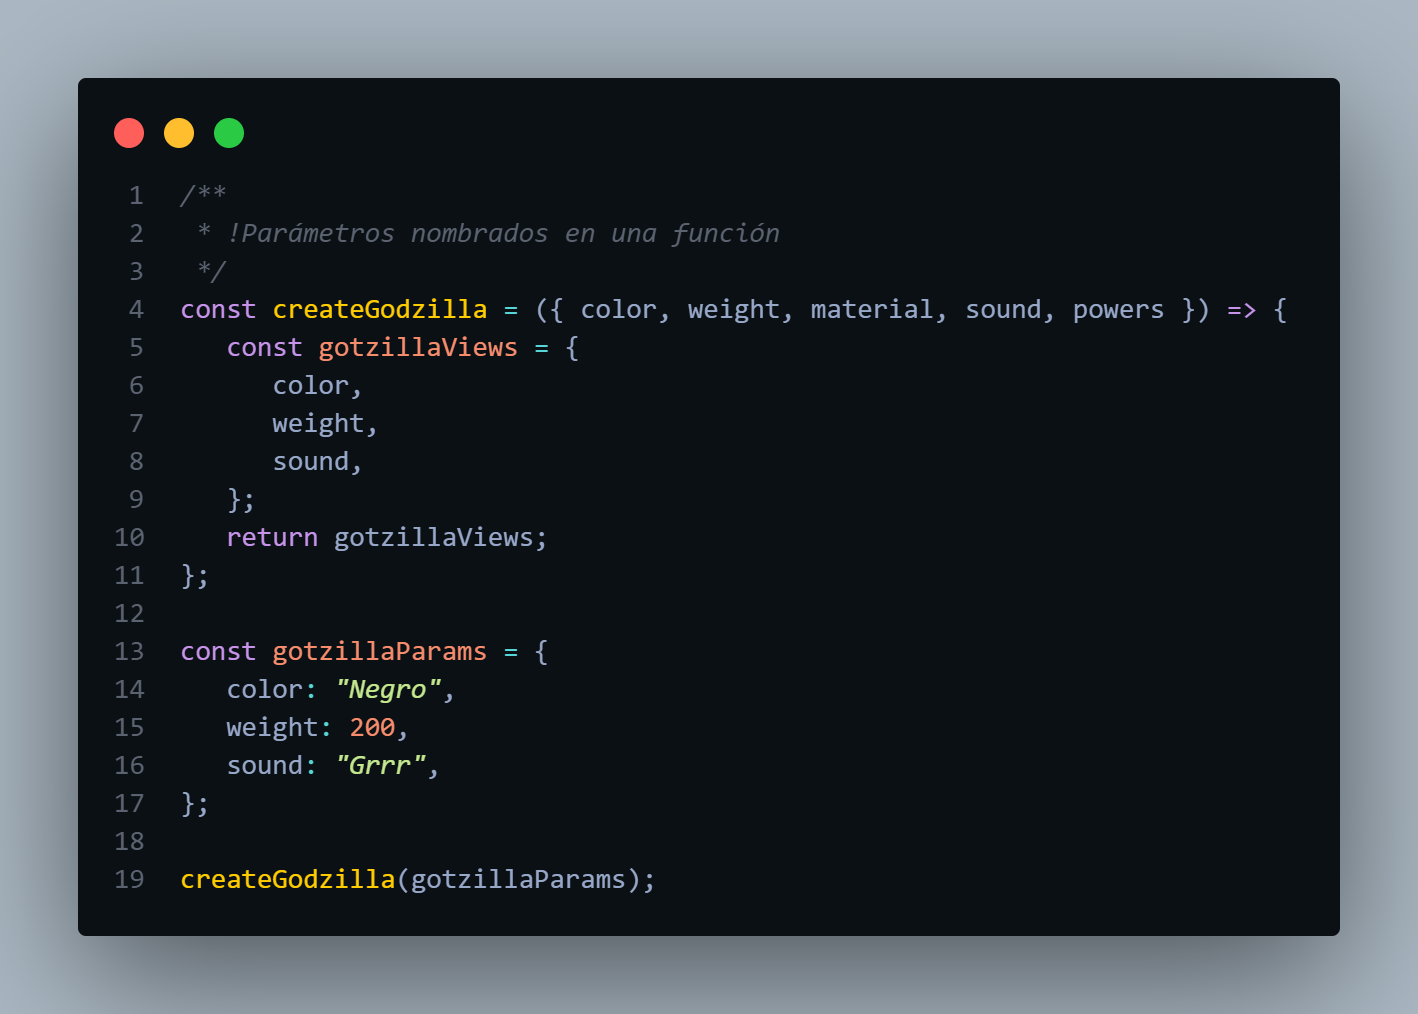 1 /**
2  * !Parámetros nombrados en una función
3  */
4 const createGodzilla = ({ color, weight, material, sound, powers }) => {
5    const gotzillaViews = {
6       color,
7       weight,
8       sound,
9    };
10    return gotzillaViews;
11 };
12
13 const gotzillaParams = {
14    color: "Negro",
15    weight: 200,
16    sound: "Grrr",
17 };
18
19 createGodzilla(gotzillaParams);